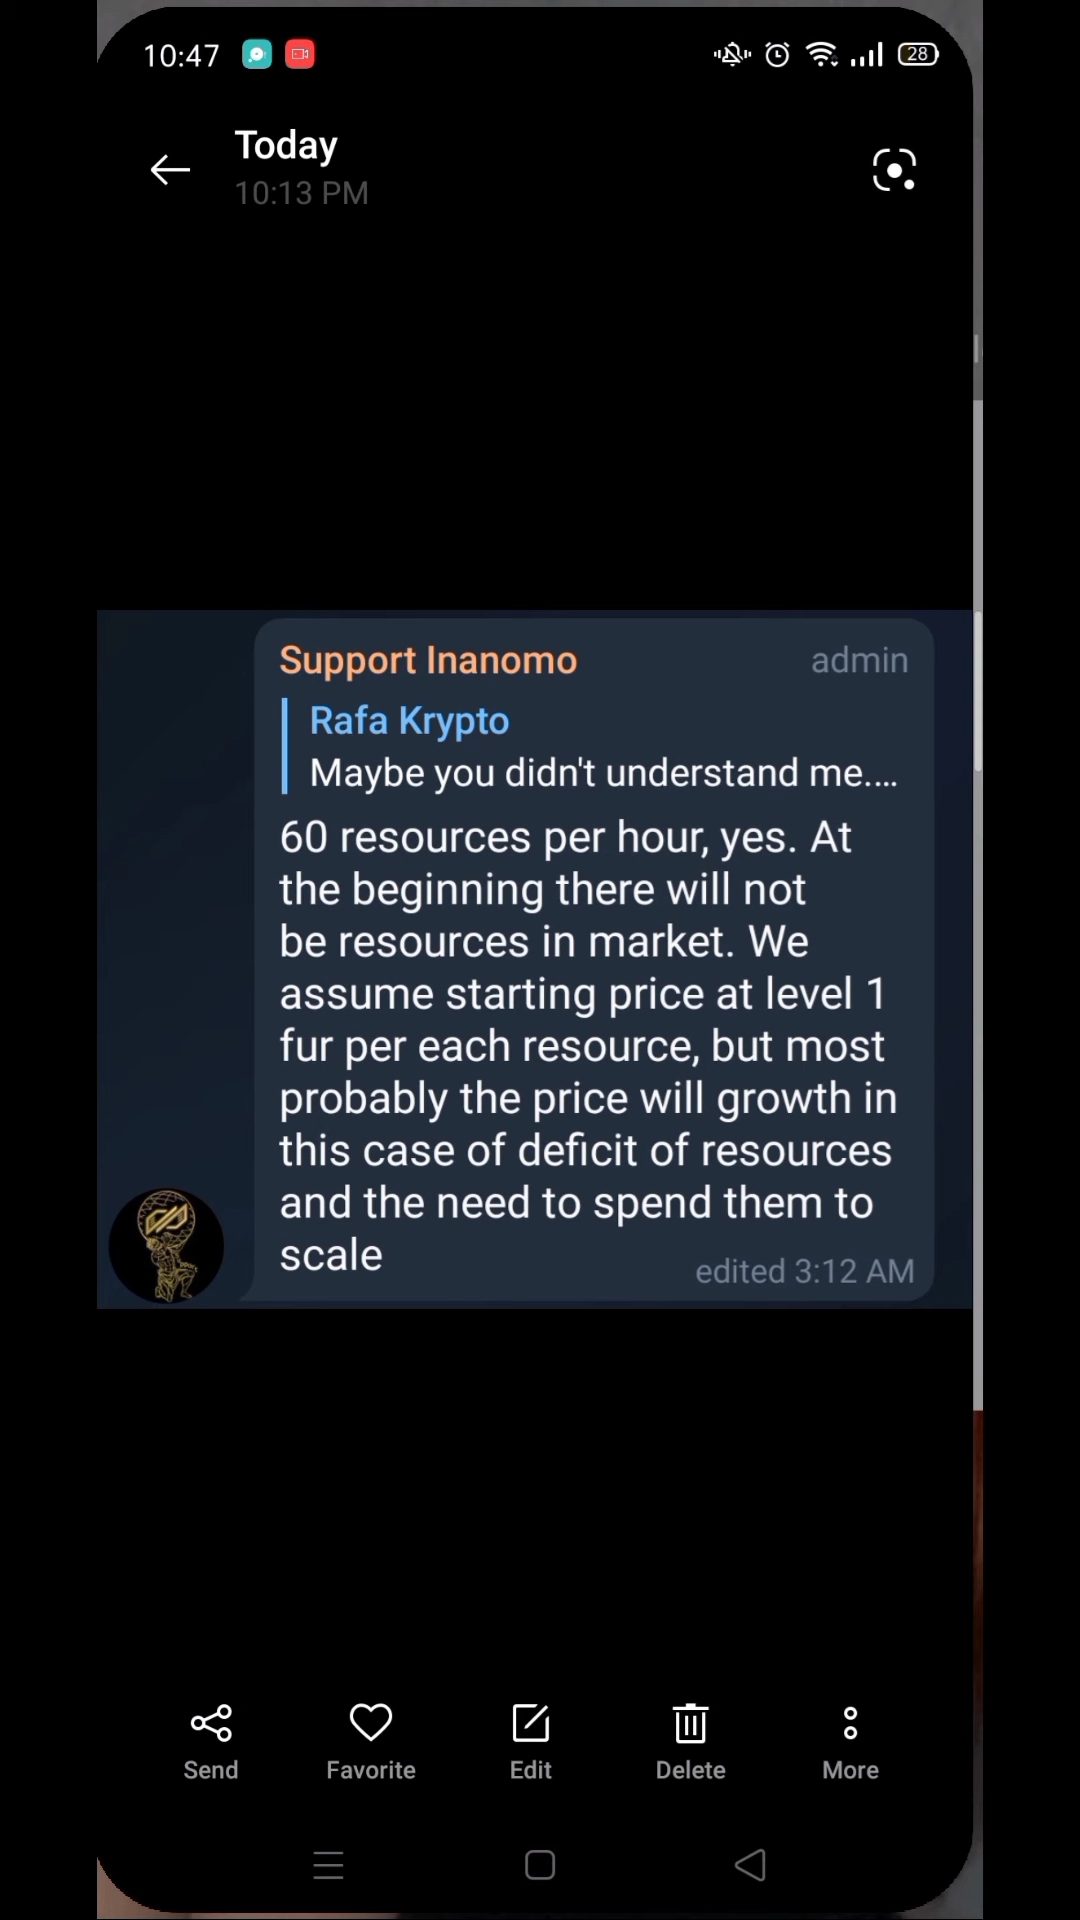 10:47
28
Today
10:13 PM
Support Inanomo admin
Rafa Krypto
Maybe you didn't understand me....
60 resources per hour, yes. At
the beginning there will not
be resources in market. We
assume starting price at level 1
fur per each resource, but most
probably the price will growth in
this case of deficit of resources
and the need to spend them to
scale
edited 3:12 AM
Send Favorite Edit Delete More